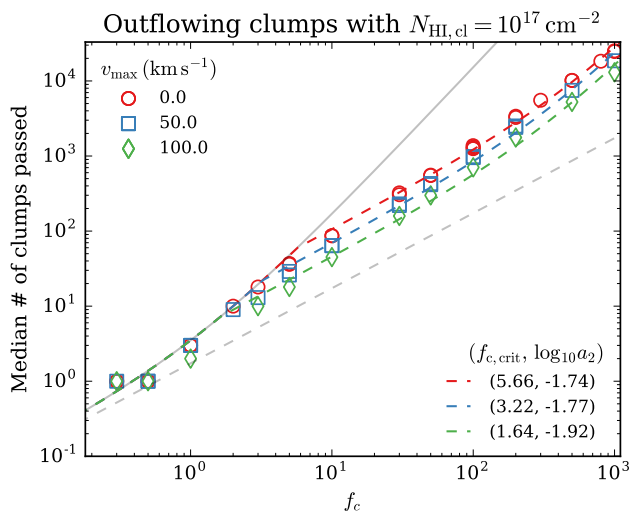 Outflowing clumps with N_HI, cl = 10^17 cm^−2
v_max (km s^−1)
0.0
50.0
100.0
Median # of clumps passed
10^4
10^3
10^2
10^1
10^0
10^-1
(f_c, crit, log_10 a_2)
(5.66, -1.74)
(3.22, -1.77)
(1.64, -1.92)
10^0 10^1 10^2 10^3
f_c